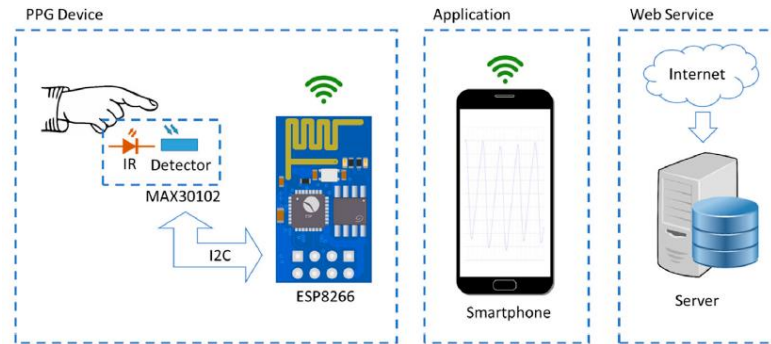 PPG Device
IR Detector
MAX30102
I2C
ESP8266
Application
Smartphone
Web Service
Internet
Server